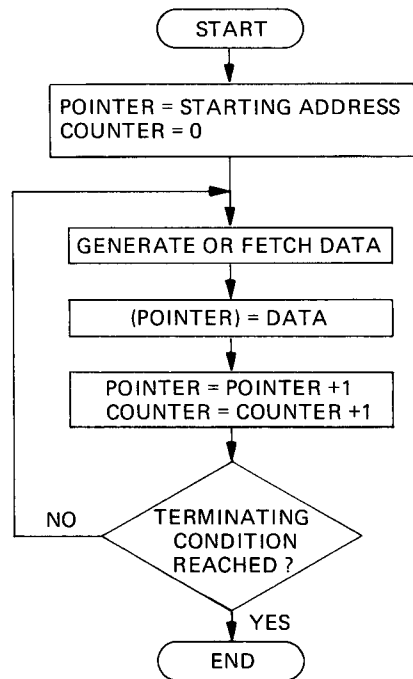 START
POINTER = STARTING ADDRESS
COUNTER = 0
GENERATE OR FETCH DATA
(POINTER) = DATA
POINTER = POINTER +1
COUNTER = COUNTER +1
NO
TERMINATING
CONDITION
REACHED ?
YES
END